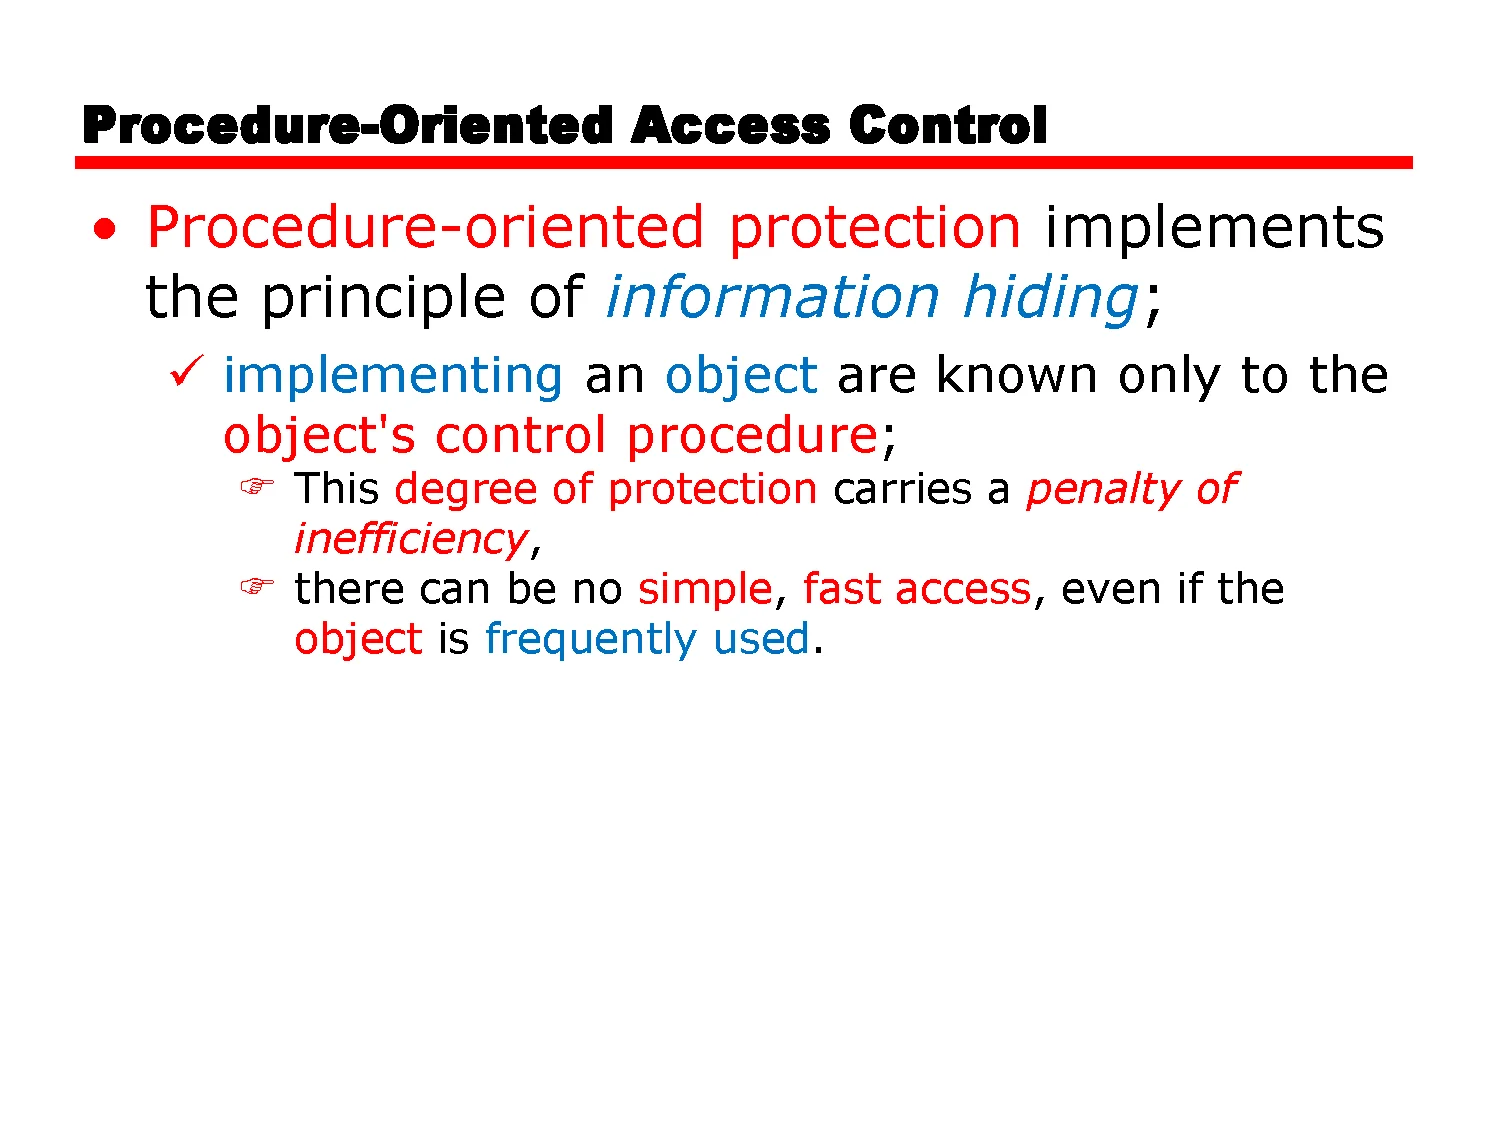 Procedure-Oriented Access Control
• Procedure-oriented protection implements
the principle of information hiding;
✓ implementing an object are known only to the
object's control procedure;
☞ This degree of protection carries a penalty of
inefficiency,
☞ there can be no simple, fast access, even if the
object is frequently used.